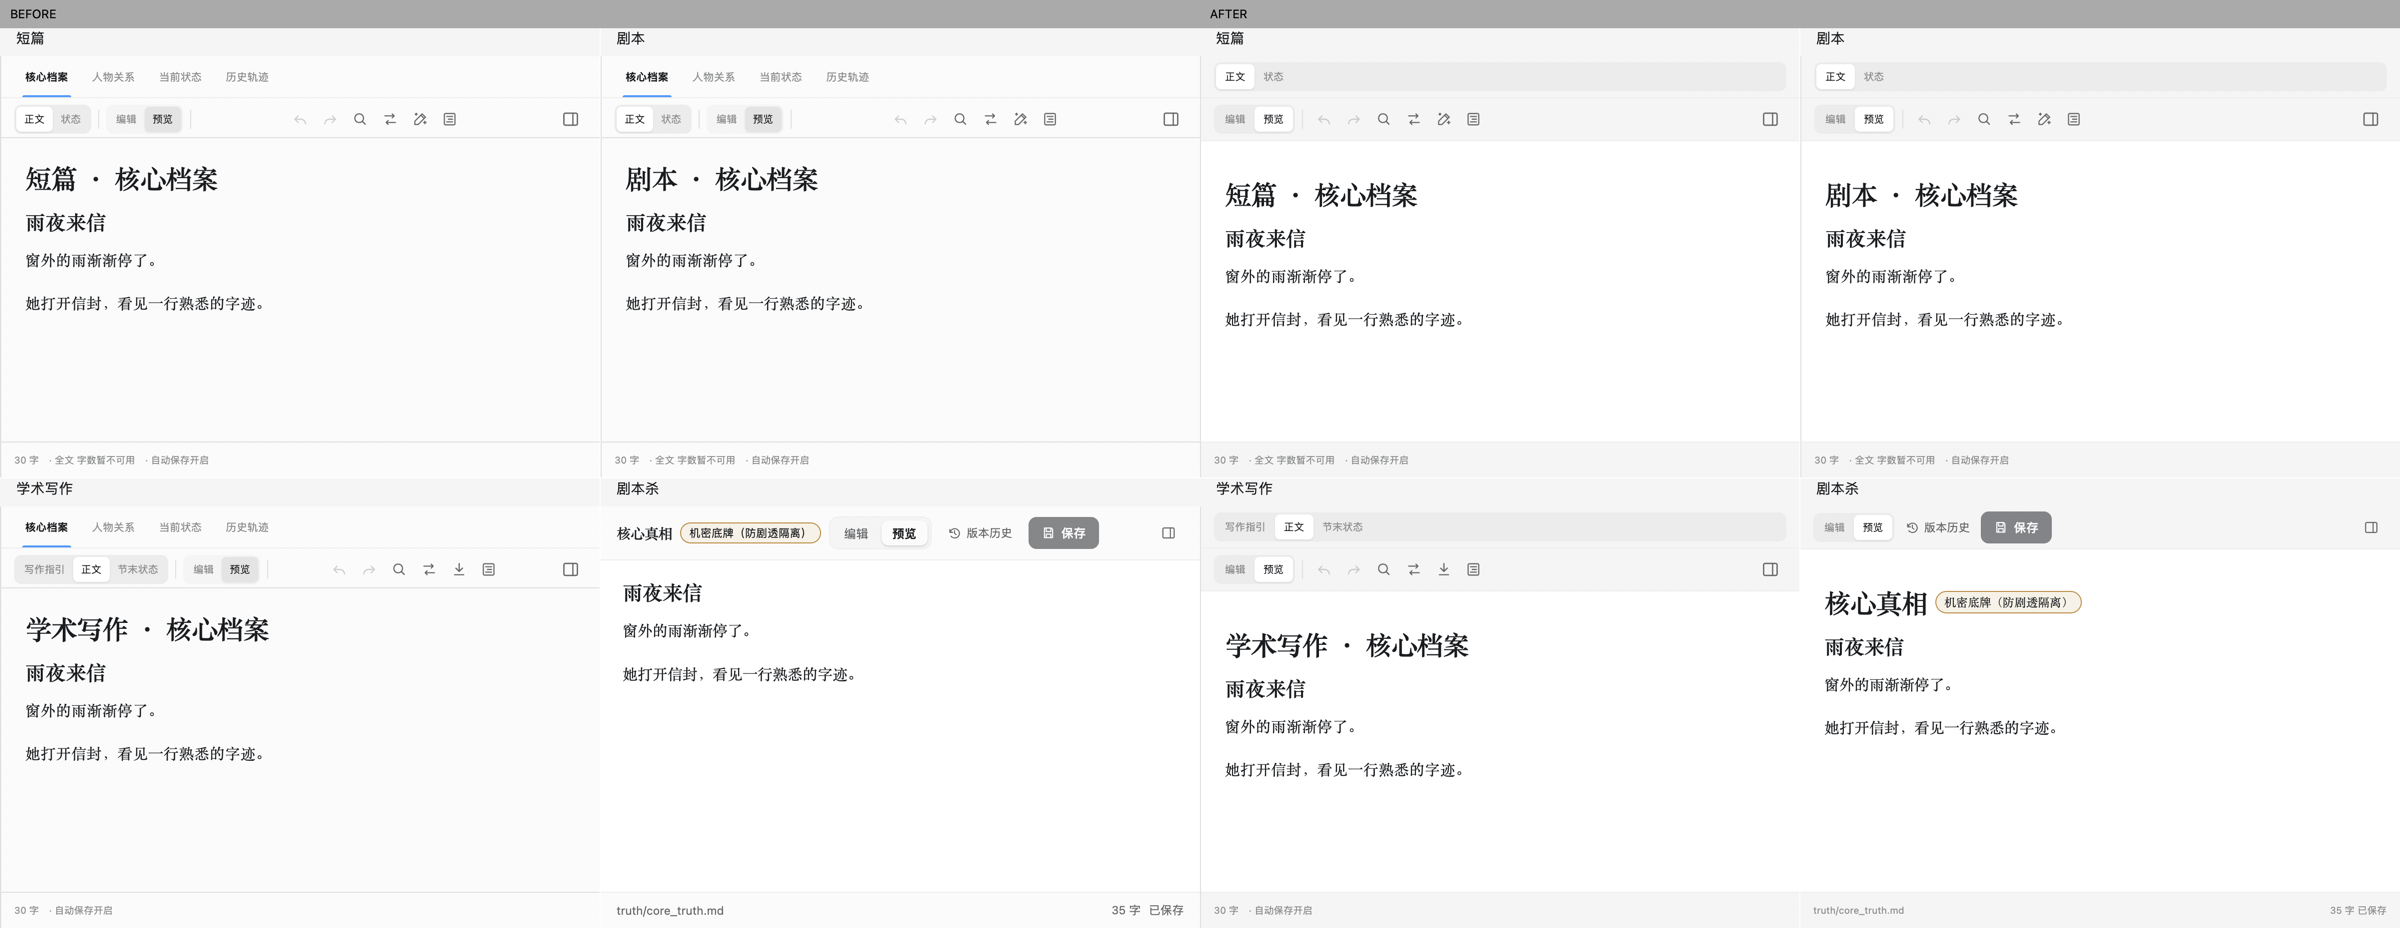 BEFORE
短篇
核心档案 人物关系 当前状态 历史轨迹
正文 状态 编辑 预览
短篇 · 核心档案
雨夜来信
窗外的雨渐渐停了。
她打开信封，看见一行熟悉的字迹。
30 字 · 全文 字数暂不可用 · 自动保存开启
剧本
核心档案 人物关系 当前状态 历史轨迹
正文 状态 编辑 预览
剧本 · 核心档案
雨夜来信
窗外的雨渐渐停了。
她打开信封，看见一行熟悉的字迹。
30 字 · 全文 字数暂不可用 · 自动保存开启
学术写作
核心档案 人物关系 当前状态 历史轨迹
写作指引 正文 节末状态 编辑 预览
学术写作 · 核心档案
雨夜来信
窗外的雨渐渐停了。
她打开信封，看见一行熟悉的字迹。
30 字 · 自动保存开启
剧本杀
核心真相 机密底牌（防剧透隔离） 编辑 预览 版本历史 保存
雨夜来信
窗外的雨渐渐停了。
她打开信封，看见一行熟悉的字迹。
truth/core_truth.md 35 字 已保存
AFTER
短篇
正文 状态
编辑 预览
短篇 · 核心档案
雨夜来信
窗外的雨渐渐停了。
她打开信封，看见一行熟悉的字迹。
30 字 · 全文 字数暂不可用 · 自动保存开启
剧本
正文 状态
编辑 预览
剧本 · 核心档案
雨夜来信
窗外的雨渐渐停了。
她打开信封，看见一行熟悉的字迹。
30 字 · 全文 字数暂不可用 · 自动保存开启
学术写作
写作指引 正文 节末状态
编辑 预览
学术写作 · 核心档案
雨夜来信
窗外的雨渐渐停了。
她打开信封，看见一行熟悉的字迹。
30 字 · 自动保存开启
剧本杀
编辑 预览 版本历史 保存
核心真相 机密底牌（防剧透隔离）
雨夜来信
窗外的雨渐渐停了。
她打开信封，看见一行熟悉的字迹。
truth/core_truth.md 35 字 已保存